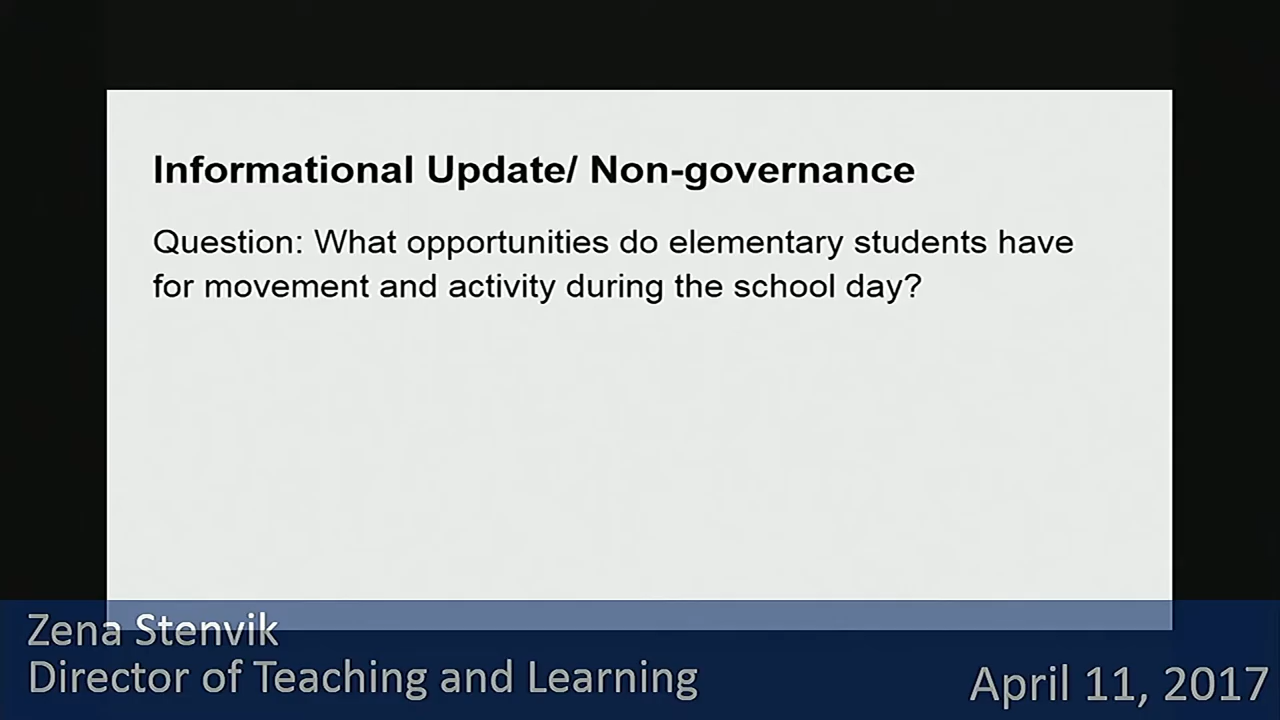 Informational Update/ Non-governance
Question: What opportunities do elementary students have
for movement and activity during the school day?
Zena Stenvik
Director of Teaching and Learning
April 11, 2017